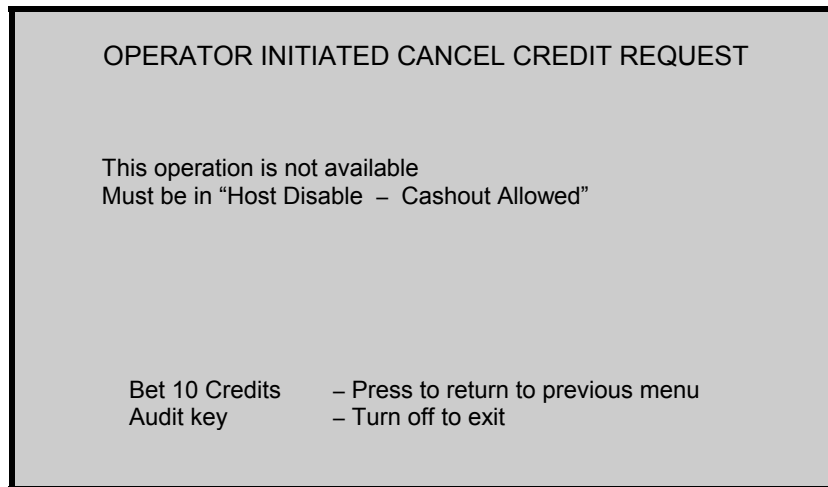 OPERATOR INITIATED CANCEL CREDIT REQUEST
This operation is not available
Must be in “Host Disable – Cashout Allowed”
Bet 10 Credits – Press to return to previous menu
Audit key – Turn off to exit